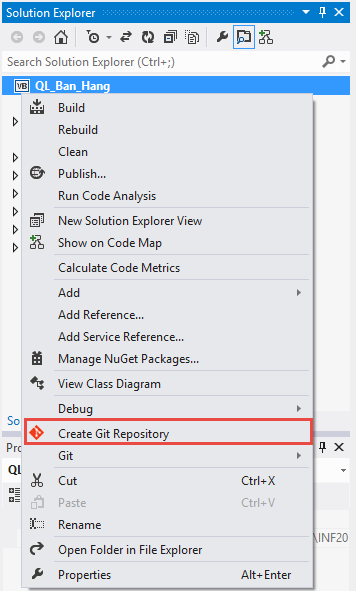 Solution Explorer
Search Solution Explorer (Ctrl+;)
VB QL_Ban_Hang
Build
Rebuild
Clean
Publish...
Run Code Analysis
New Solution Explorer View
Show on Code Map
Calculate Code Metrics
Add
Add Reference...
Add Service Reference...
Manage NuGet Packages...
View Class Diagram
Debug
So
Create Git Repository
Pro
Git
QL
Cut Ctrl+X
Paste Ctrl+V
Rename
\INF20
Open Folder in File Explorer
Properties Alt+Enter